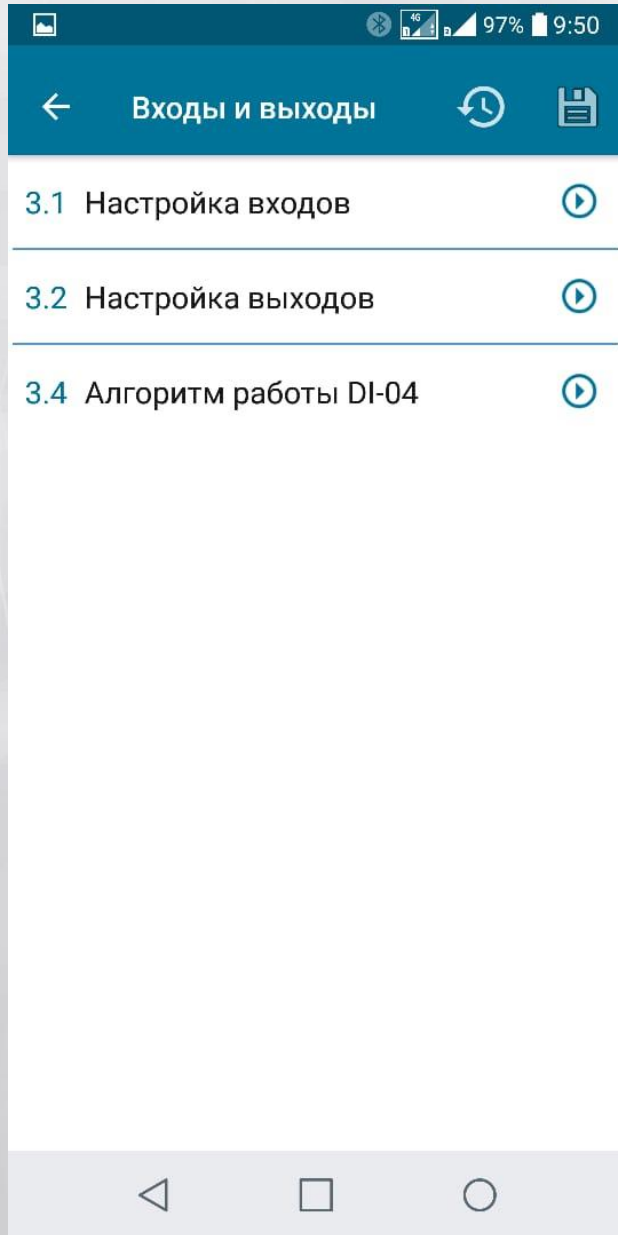 4G 97% 9:50
Входы и выходы
3.1 Настройка входов
3.2 Настройка выходов
3.4 Алгоритм работы DI-04